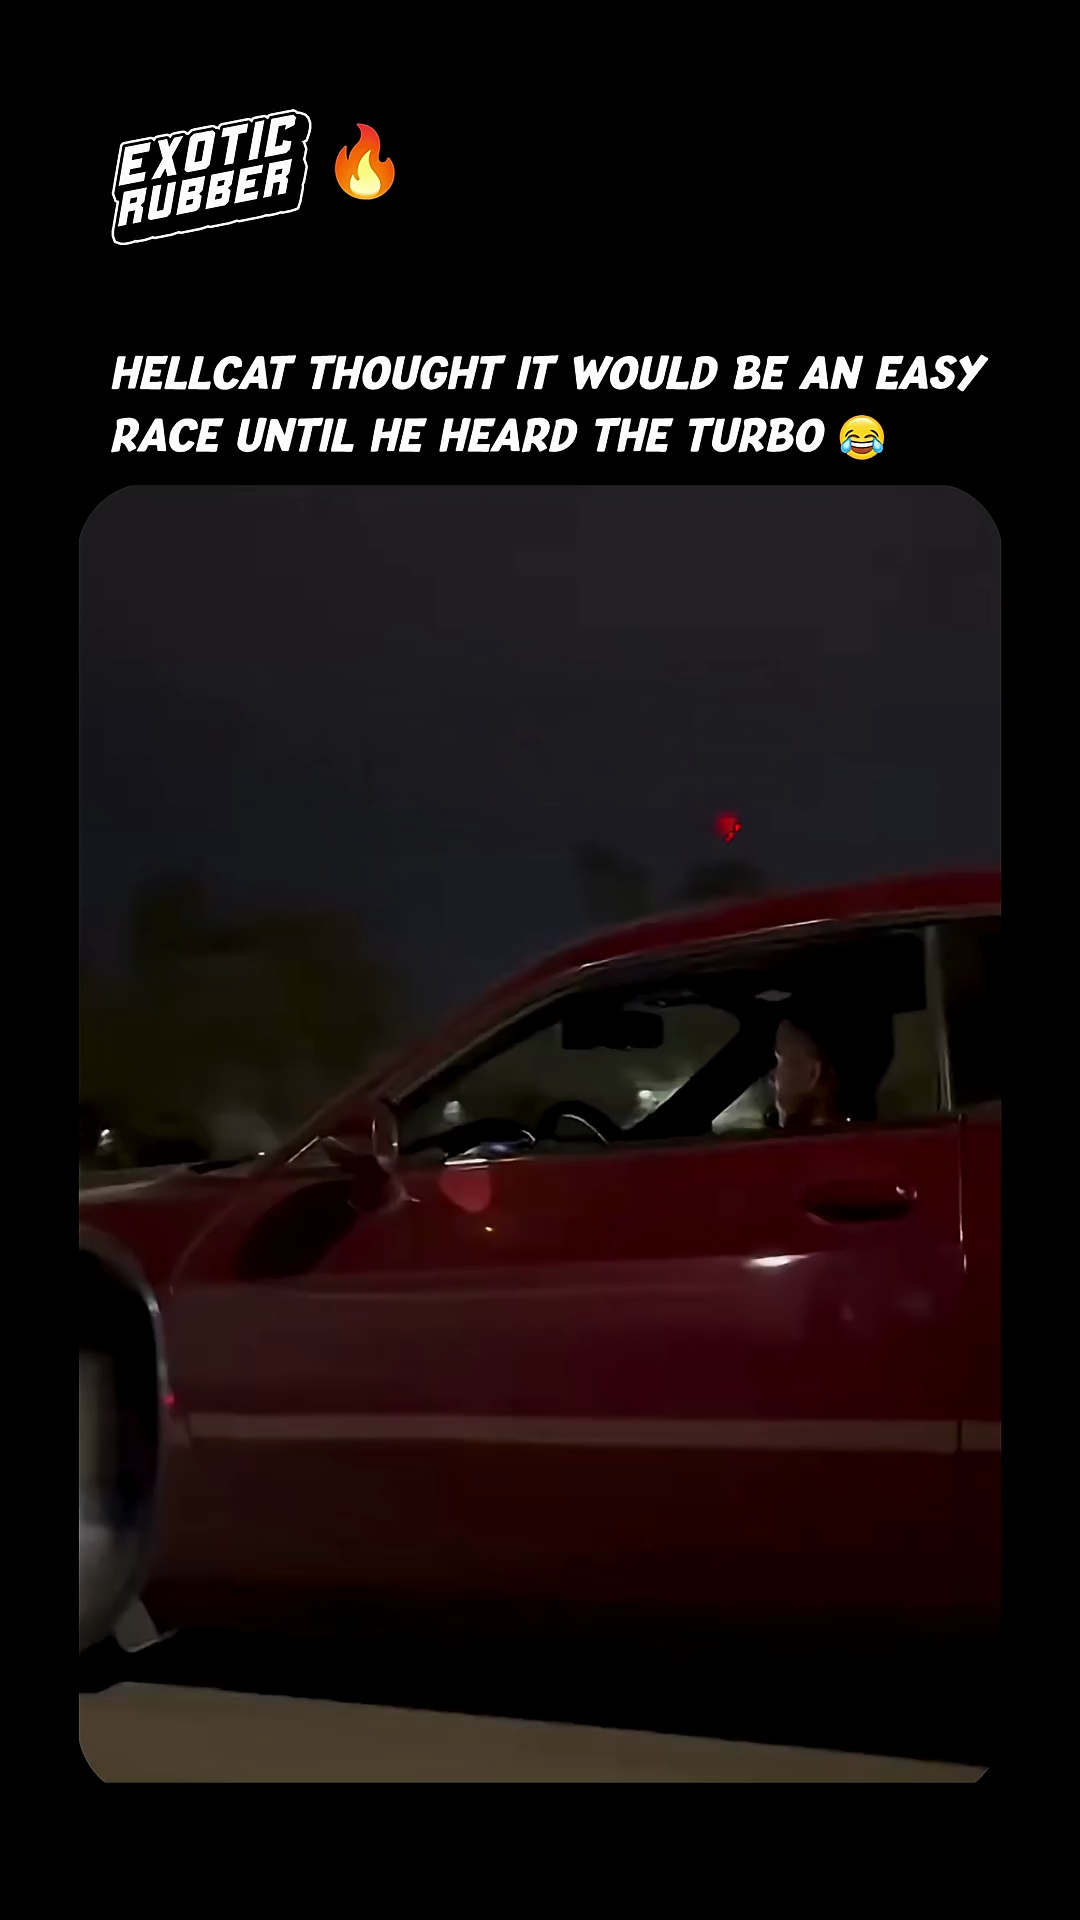 EXOTIC
RUBBER 🔥
HELLCAT THOUGHT IT WOULD BE AN EASY
RACE UNTIL HE HEARD THE TURBO 😂